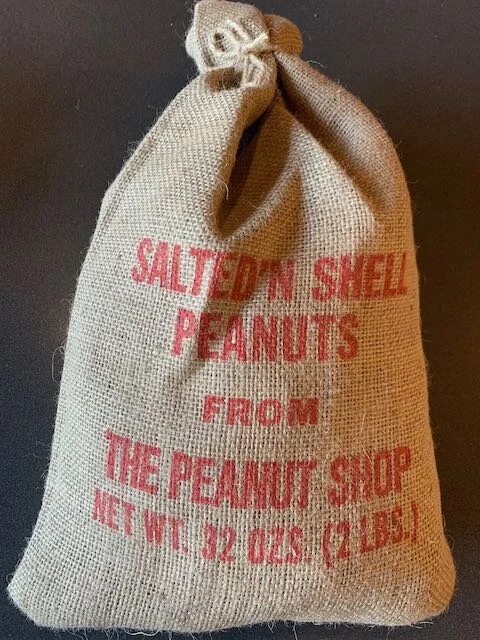 SALTED'N SHELL
PEANUTS
FROM
THE PEANUT SHOP
NET WT. 32 OZS. (2 LBS.)